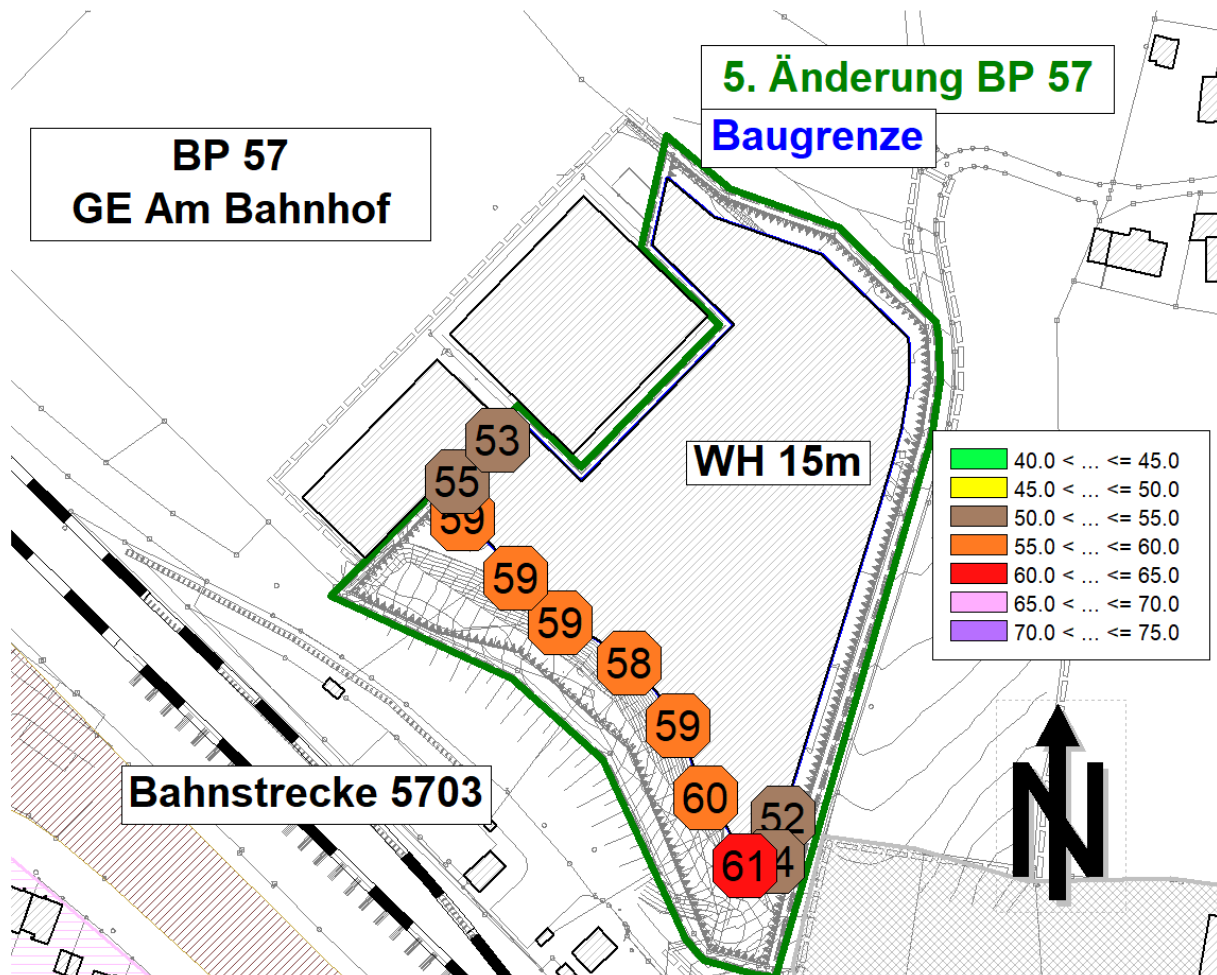 5. Änderung BP 57
Baugrenze
BP 57
GE Am Bahnhof
53
WH 15m
55
59
59
59
58
59
60
52
61
4
40.0 < ... <= 45.0
45.0 < ... <= 50.0
50.0 < ... <= 55.0
55.0 < ... <= 60.0
60.0 < ... <= 65.0
65.0 < ... <= 70.0
70.0 < ... <= 75.0
Bahnstrecke 5703
N